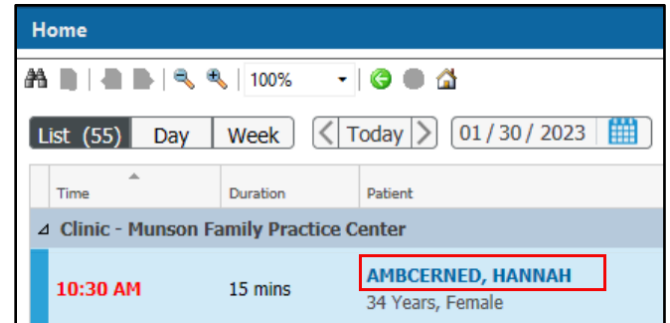 Home
100%
List (55) Day Week Today 01 / 30 / 2023
Time Duration Patient
Clinic - Munson Family Practice Center
10:30 AM 15 mins AMBCERNED, HANNAH
34 Years, Female